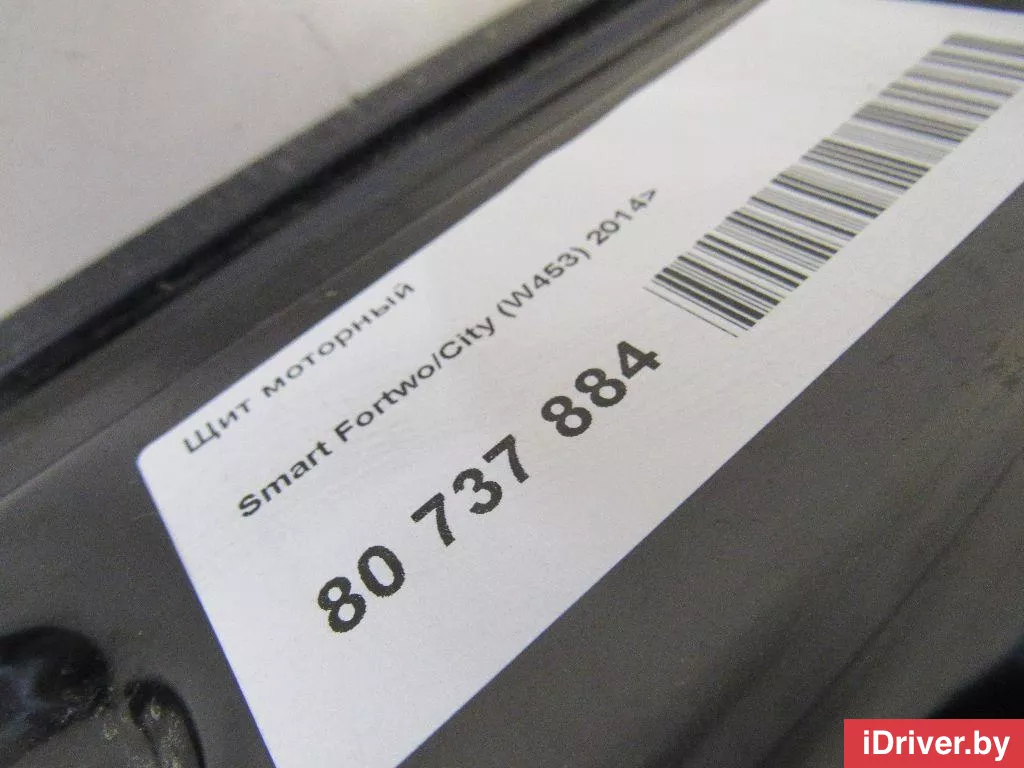 Щит моторный
Smart Fortwo/City (W453) 2014>
80 737 884
iDriver.by